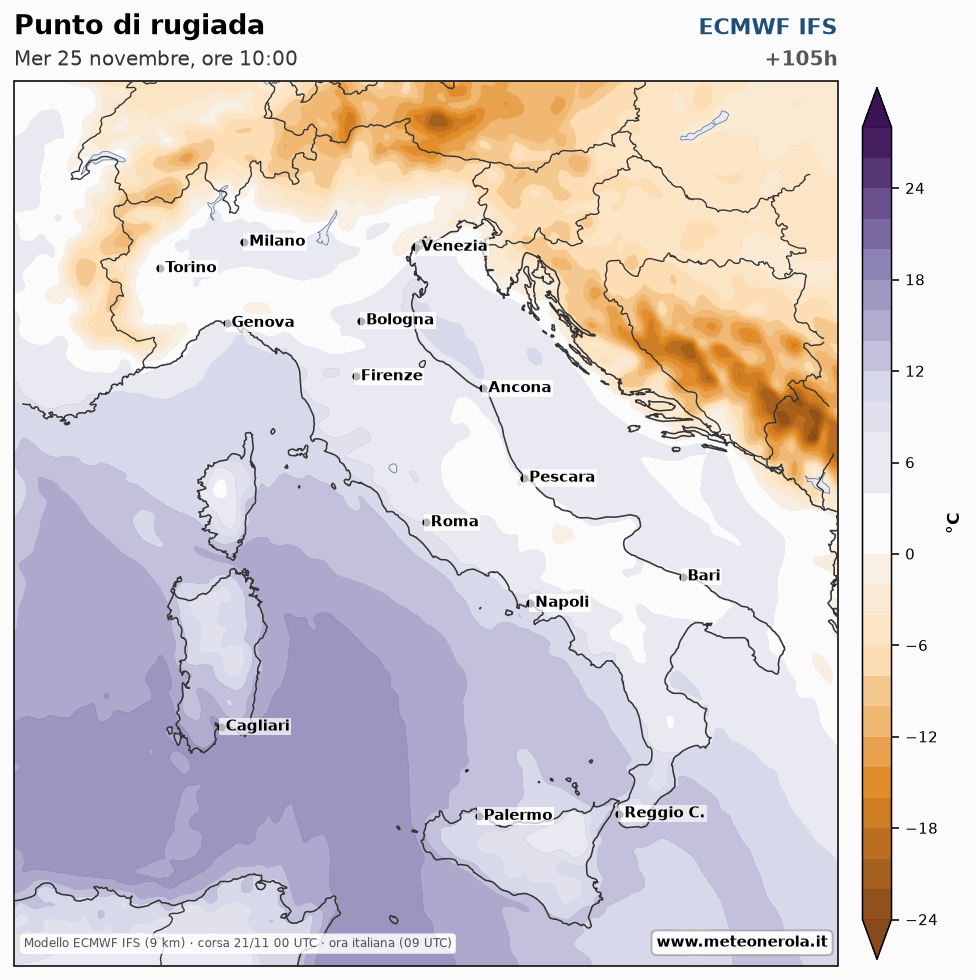 Punto di rugiada
ECMWF IFS
Mer 25 novembre, ore 10:00
+105h
Milano
Venezia
Torino
Genova
Bologna
Firenze
Ancona
Pescara
Roma
Bari
Napoli
Cagliari
Palermo
Reggio C.
24
18
12
6
0
−6
−12
−18
−24
°C
Modello ECMWF IFS (9 km) · corsa 21/11 00 UTC · ora italiana (09 UTC)
www.meteonerola.it